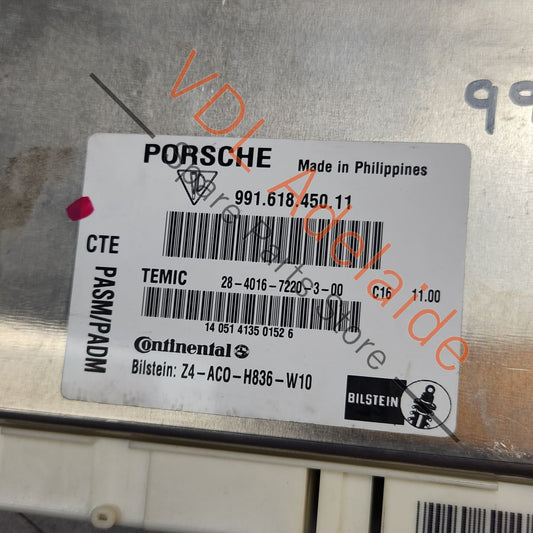 99
PORSCHE Made in Philippines
991.618.450.11
CTE
PASM/PADM
TEMIC 28-4016-7220-3-00 C16 11.00
14 051 4135 0152 6
Continental
Bilstein: Z4-ACO-H836-W10
BILSTEIN
VDL Adelaide
Spare Parts Store